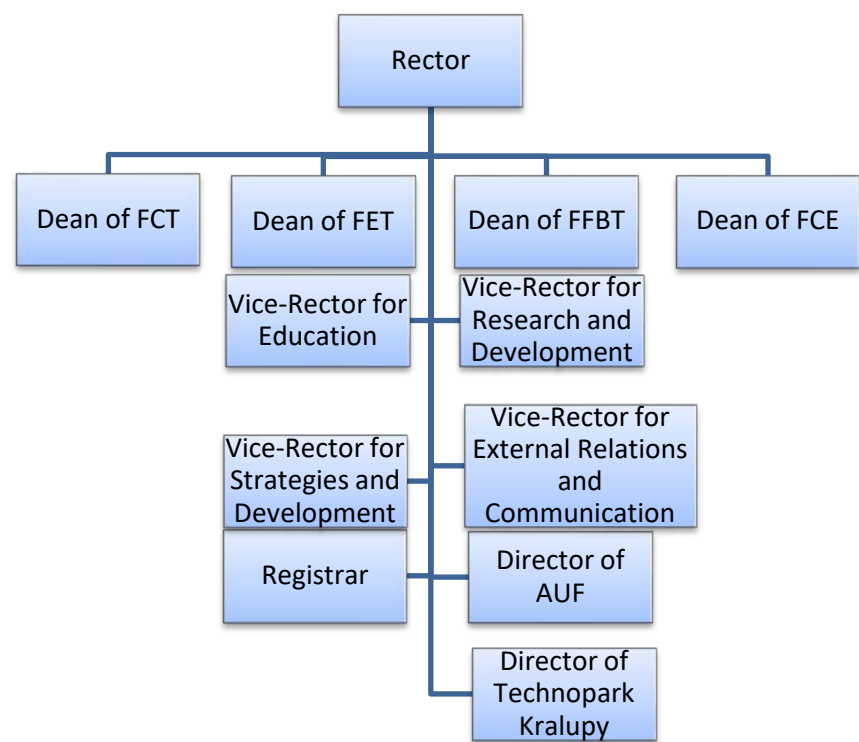 Rector
Dean of FCT
Dean of FET
Dean of FFBT
Dean of FCE
Vice-Rector for
Education
Vice-Rector for
Research and
Development
Vice-Rector for
Strategies and
Development
Vice-Rector for
External Relations
and
Communication
Registrar
Director of
AUF
Director of
Technopark
Kralupy